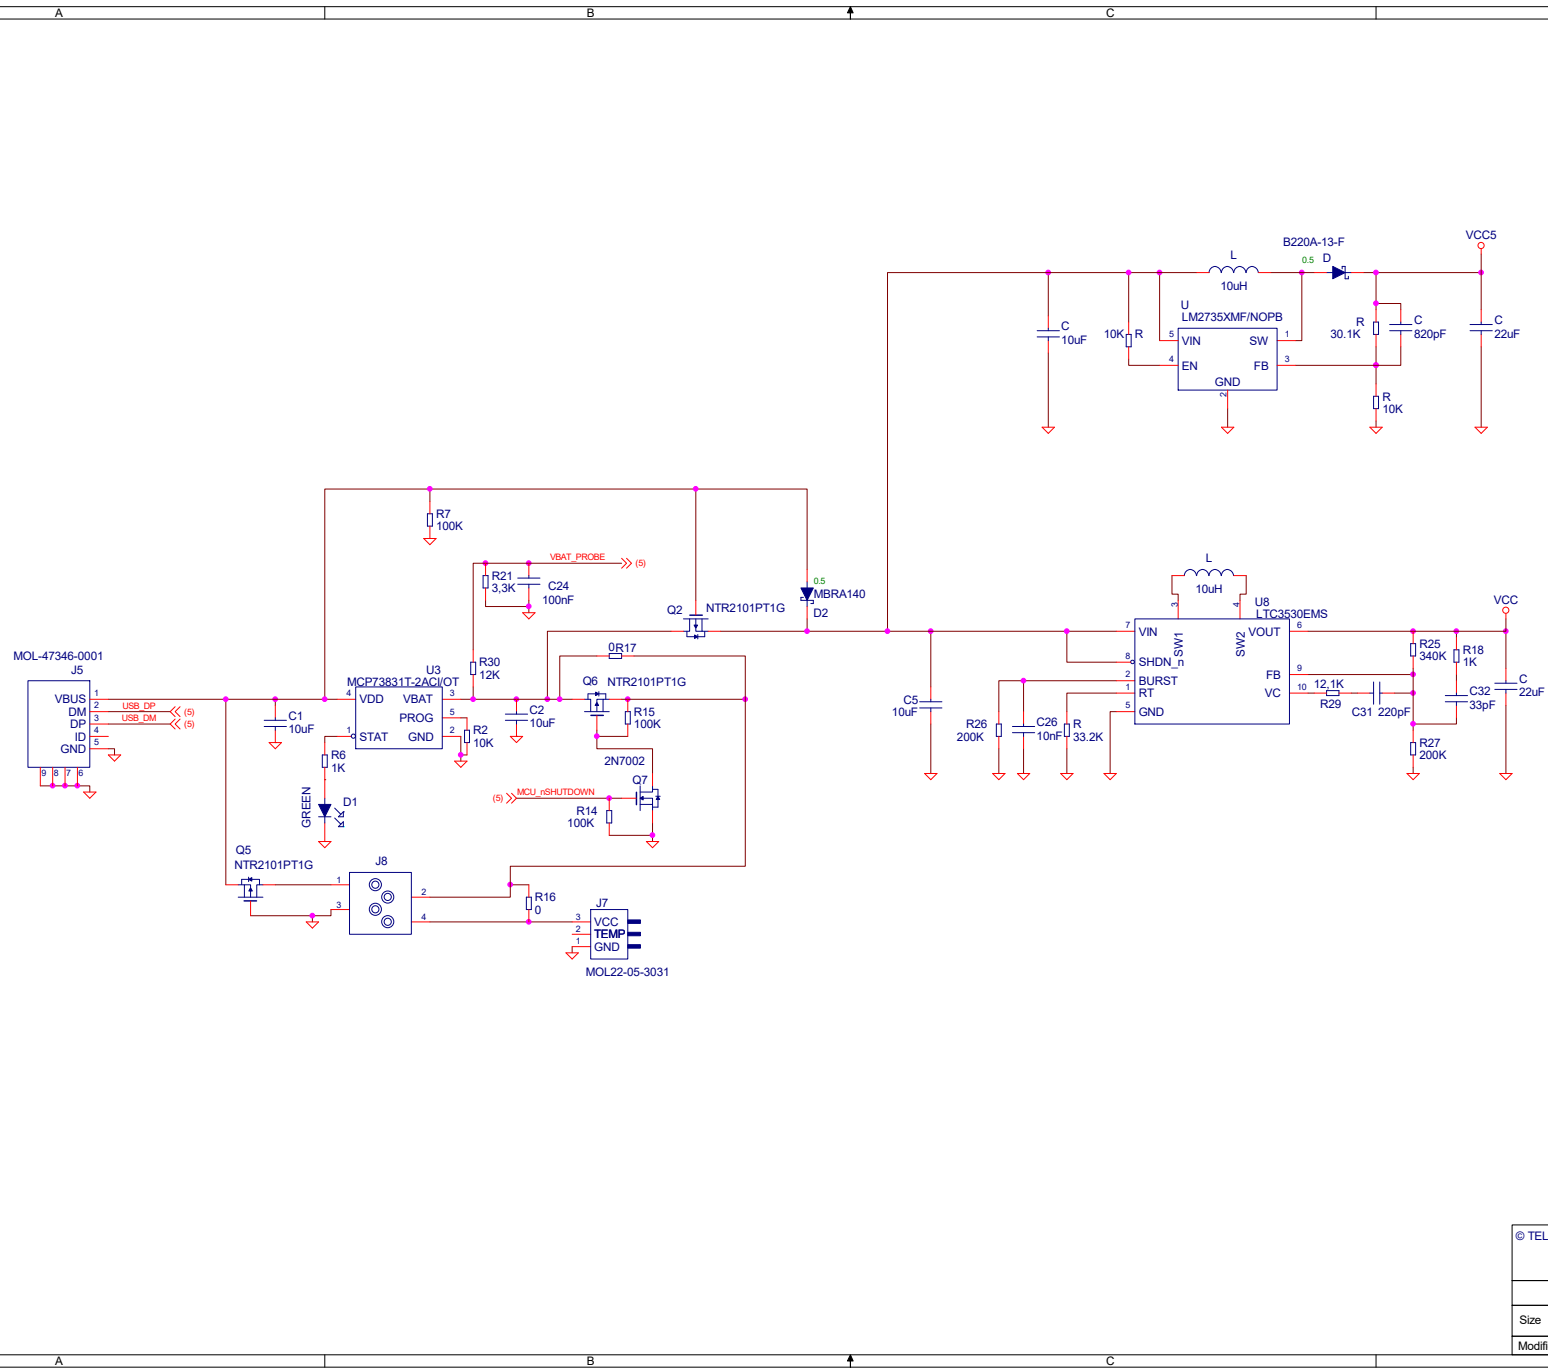 A
B
C
VCC5
B220A-13-F
L
0.5
D
10uH
U
LM2735XMF/NOPB
C
10uF
10K
R
5
VIN
SW
1
4
EN
FB
3
GND
2
R
30.1K
C
820pF
C
22uF
R
10K
R7
100K
VBAT_PROBE
(5)
R21
3,3K
C24
100nF
0.5
MBRA140
D2
Q2
NTR2101PT1G
L
10uH
3
4
U8
LTC3530EMS
VCC
7
VIN
SW1
SW2
VOUT
6
8
SHDN_n
2
BURST
FB
9
1
RT
VC
10
5
GND
R25
340K
R18
1K
12.1K
R29
C31
220pF
C32
33pF
C
22uF
R27
200K
C5
10uF
R26
200K
C26
10nF
R
33.2K
MOL-47346-0001
J5
VBUS
1
DM
2
USB_DP
(5)
DP
3
USB_DM
(5)
ID
4
GND
5
9
8
7
6
C1
10uF
U3
MCP73831T-2ACI/OT
4
VDD
VBAT
3
PROG
5
1
STAT
GND
2
R30
12K
R2
10K
C2
10uF
0
R17
Q6
NTR2101PT1G
R15
100K
2N7002
Q7
(5)
MCU_nSHUTDOWN
R14
100K
R6
1K
GREEN
D1
Q5
NTR2101PT1G
J8
1
2
3
4
R16
0
J7
3
VCC
2
TEMP
1
GND
MOL22-05-3031
© TEL
Size
Modifi
A
B
C